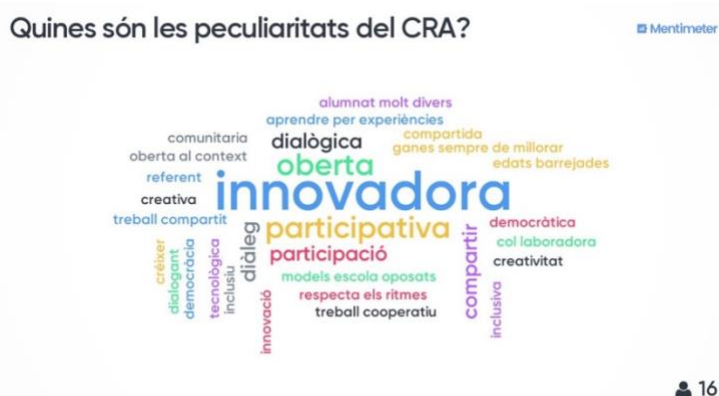 Quines són les peculiaritats del CRA?
Mentimeter
alumnat molt divers
aprendre per experiències
comunitaria
dialògica
compartida
oberta al context
ganes sempre de millorar
oberta
edats barrejades
referent
innovadora
creativa
treball compartit
participativa
democràtica
diàleg
compartir
col laboradora
participació
creativitat
créixer
dialogant
democràcia
tecnològica
inclusiu
models escola oposats
respecta els ritmes
inclusiva
innovació
treball cooperatiu
16